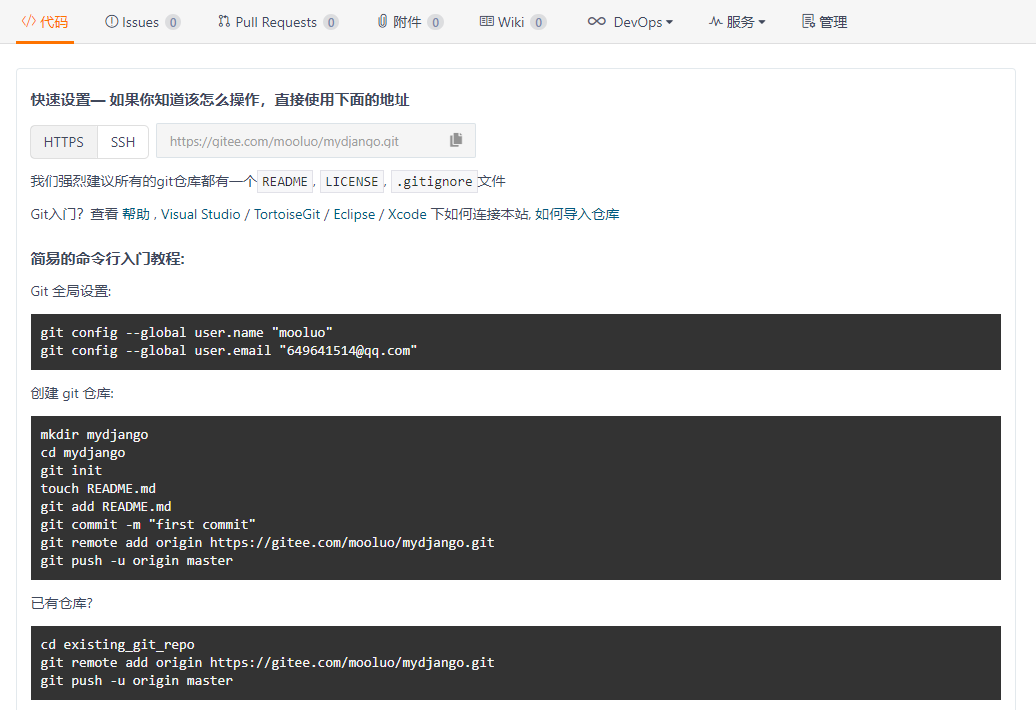 代码 Issues 0 Pull Requests 0 附件 0 Wiki 0 DevOps 服务 管理
快速设置— 如果你知道该怎么操作，直接使用下面的地址
HTTPS SSH https://gitee.com/mooluo/mydjango.git
我们强烈建议所有的git仓库都有一个 README, LICENSE, .gitignore 文件
Git入门？查看 帮助 , Visual Studio / TortoiseGit / Eclipse / Xcode 下如何连接本站, 如何导入仓库
简易的命令行入门教程:
Git 全局设置:
git config --global user.name "mooluo"
git config --global user.email "649641514@qq.com"
创建 git 仓库:
mkdir mydjango
cd mydjango
git init
touch README.md
git add README.md
git commit -m "first commit"
git remote add origin https://gitee.com/mooluo/mydjango.git
git push -u origin master
已有仓库?
cd existing_git_repo
git remote add origin https://gitee.com/mooluo/mydjango.git
git push -u origin master